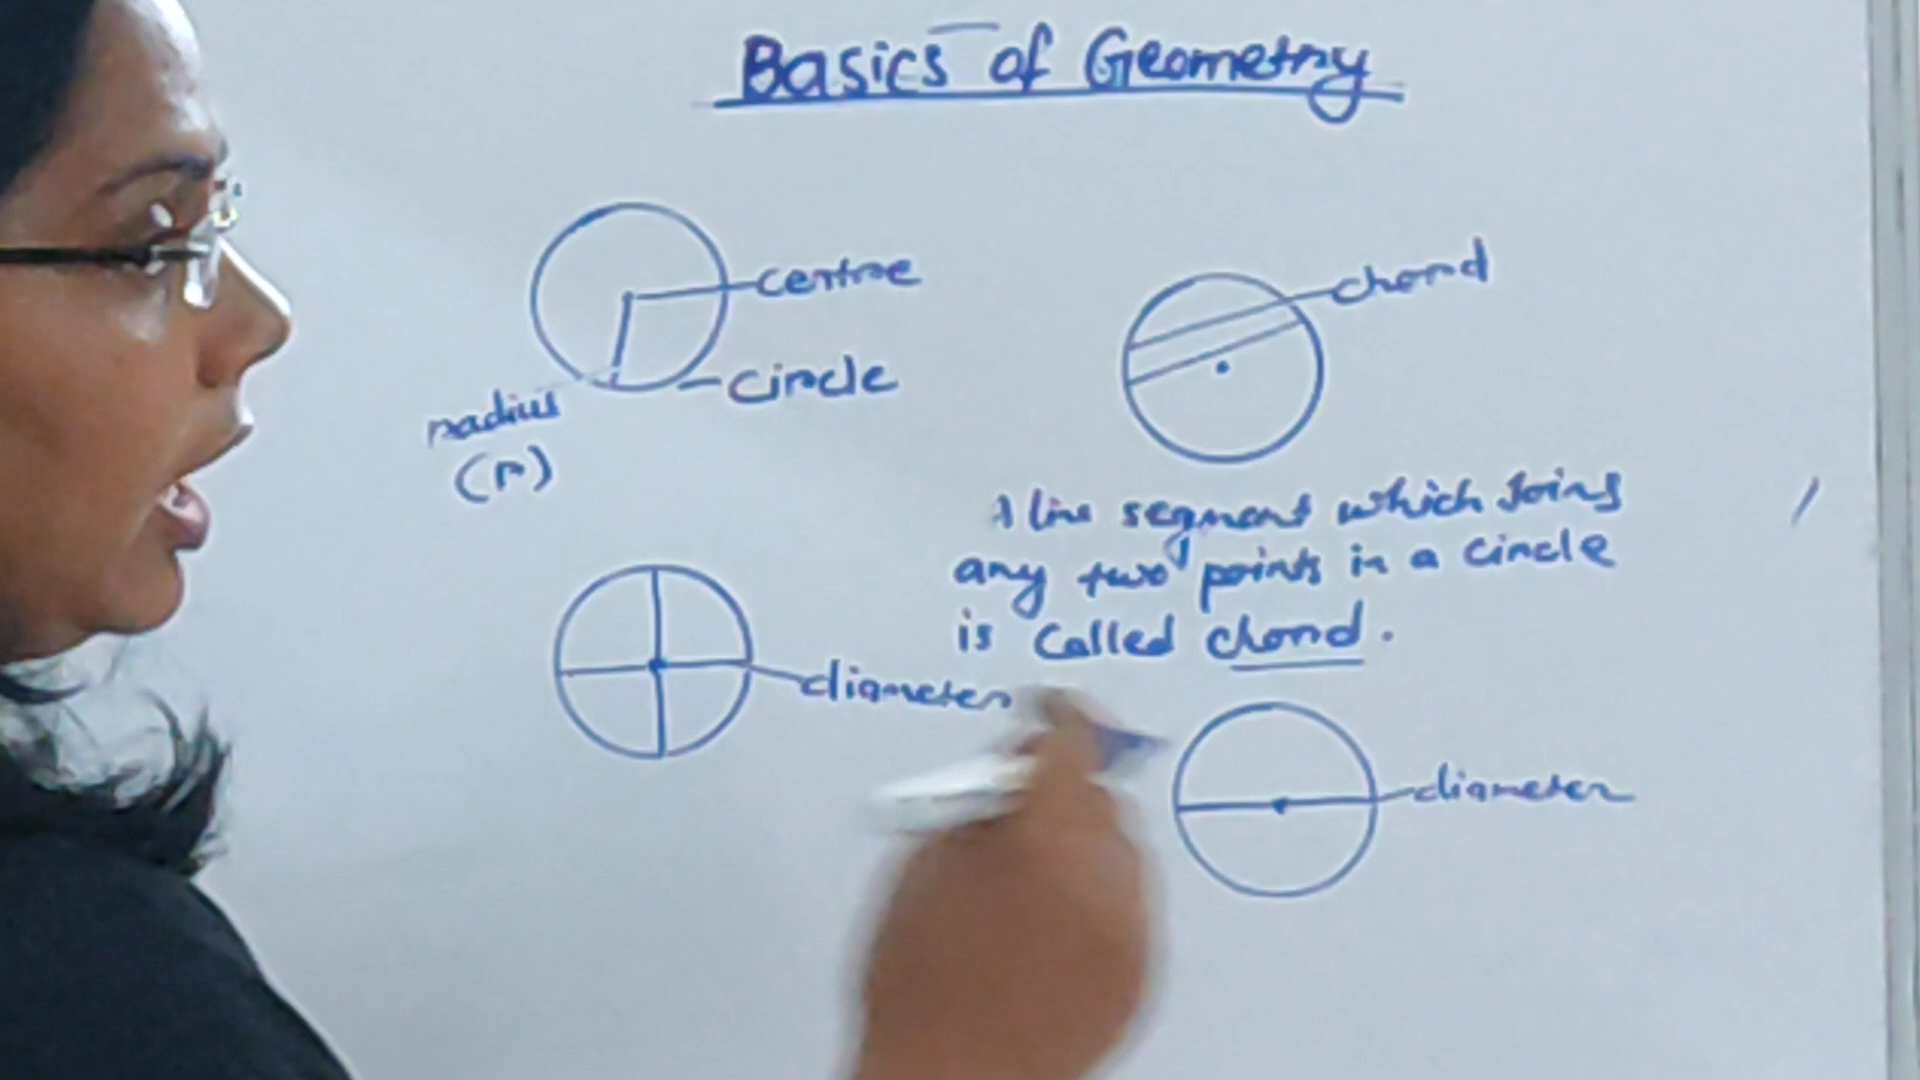 Basics of Geometry
centre
circle
radius
(r)
chord
A line segment which Joins
any two points in a circle
is called chord.
diameter
diameter